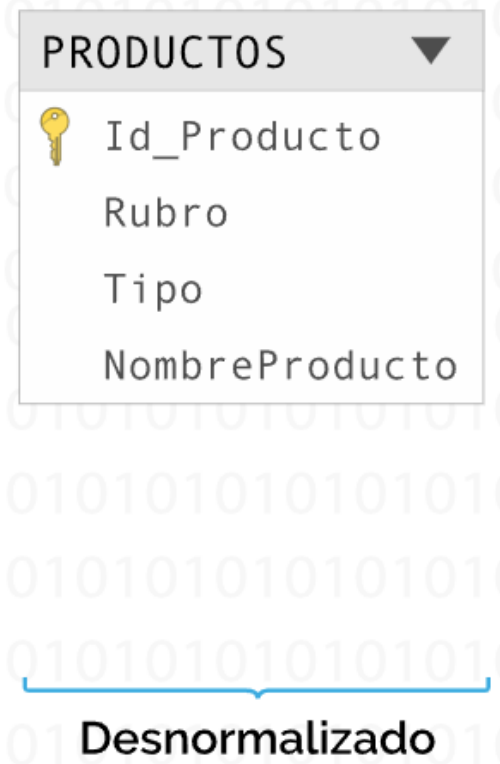 PRODUCTOS
Id_Producto
Rubro
Tipo
NombreProducto
Desnormalizado